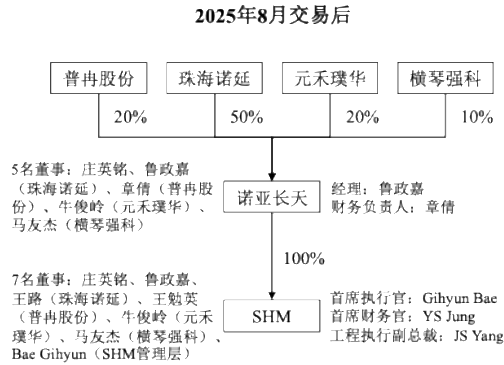 2025年8月交易后
普冉股份
珠海诺延
元禾璞华
横琴强科
20%
50%
20%
10%
5名董事：庄英铭、鲁政嘉
（珠海诺延）、章倩（普冉股
份）、牛俊岭（元禾璞华）、
马友杰（横琴强科）
诺亚长天
经理：鲁政嘉
财务负责人：章倩
100%
7名董事：庄英铭、鲁政嘉、
王路（珠海诺延）、王勉英
（普冉股份）、牛俊岭（元禾
璞华）、马友杰（横琴强科）、
Bae Gihyun（SHM管理层）
SHM
首席执行官：Gihyun Bae
首席财务官：YS Jung
工程执行副总裁：JS Yang